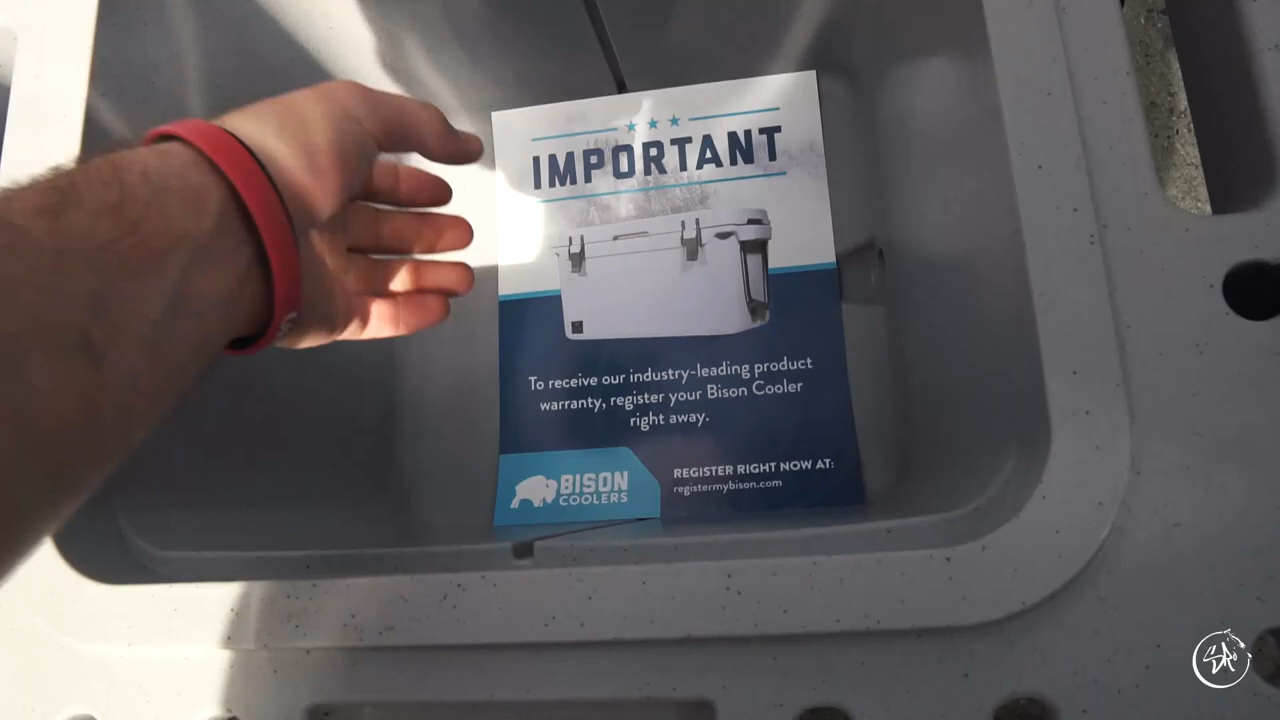 IMPORTANT
To receive our industry-leading product
warranty, register your Bison Cooler
right away.
BISON
COOLERS
REGISTER RIGHT NOW AT:
registermybison.com